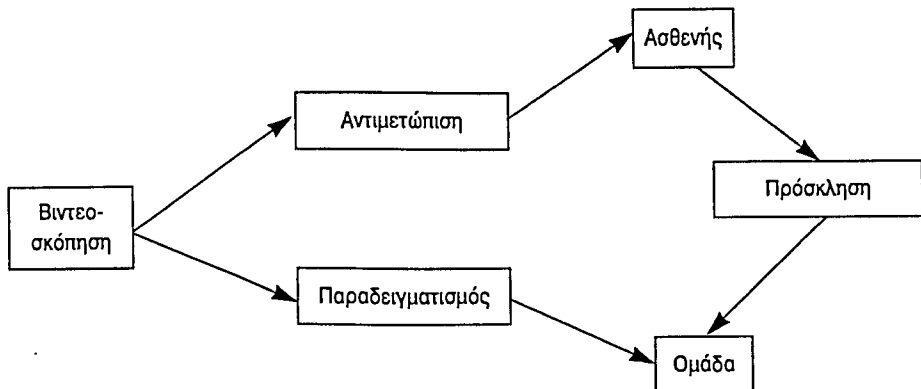 Ασθενής
Αντιμετώπιση
Πρόσκληση
Βιντεο-
σκόπηση
Παραδειγματισμός
Ομάδα